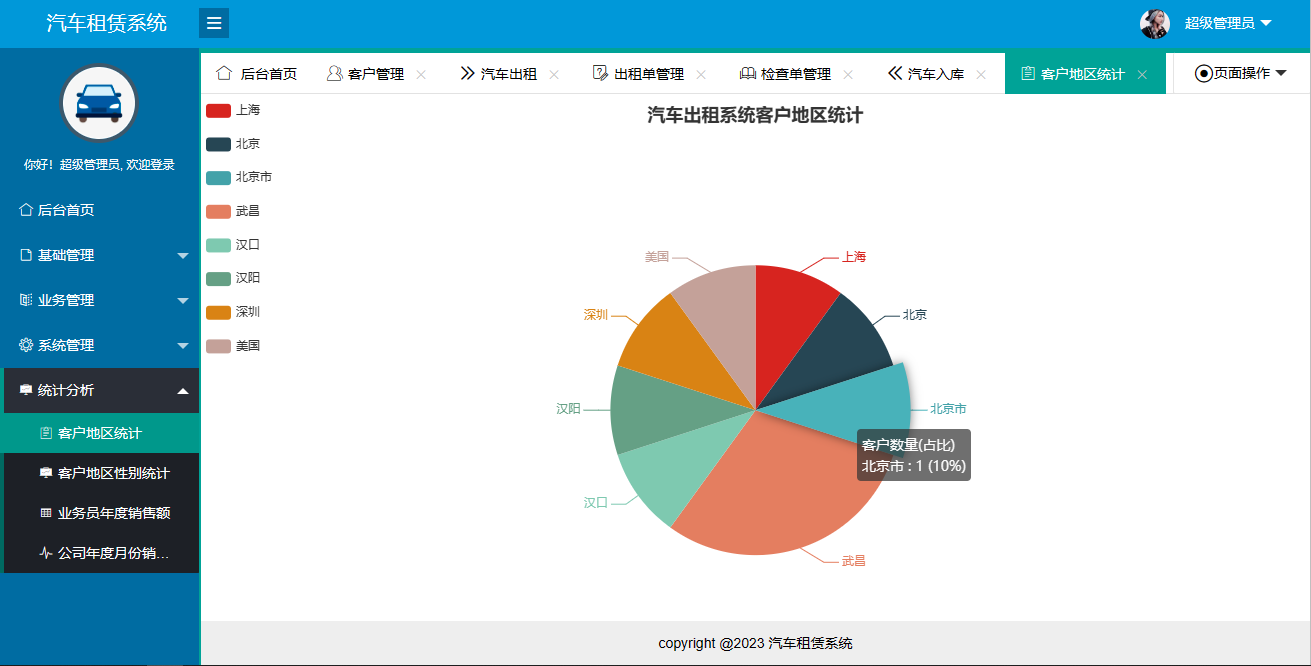 汽车租赁系统
超级管理员
你好！超级管理员, 欢迎登录
后台首页
基础管理
业务管理
系统管理
统计分析
客户地区统计
客户地区性别统计
业务员年度销售额
公司年度月份销...
后台首页
客户管理
汽车出租
出租单管理
检查单管理
汽车入库
客户地区统计
页面操作
汽车出租系统客户地区统计
上海
北京
北京市
武昌
汉口
汉阳
深圳
美国
美国
上海
深圳
北京
汉阳
北京市
客户数量(占比)
北京市 : 1 (10%)
汉口
武昌
copyright @2023 汽车租赁系统